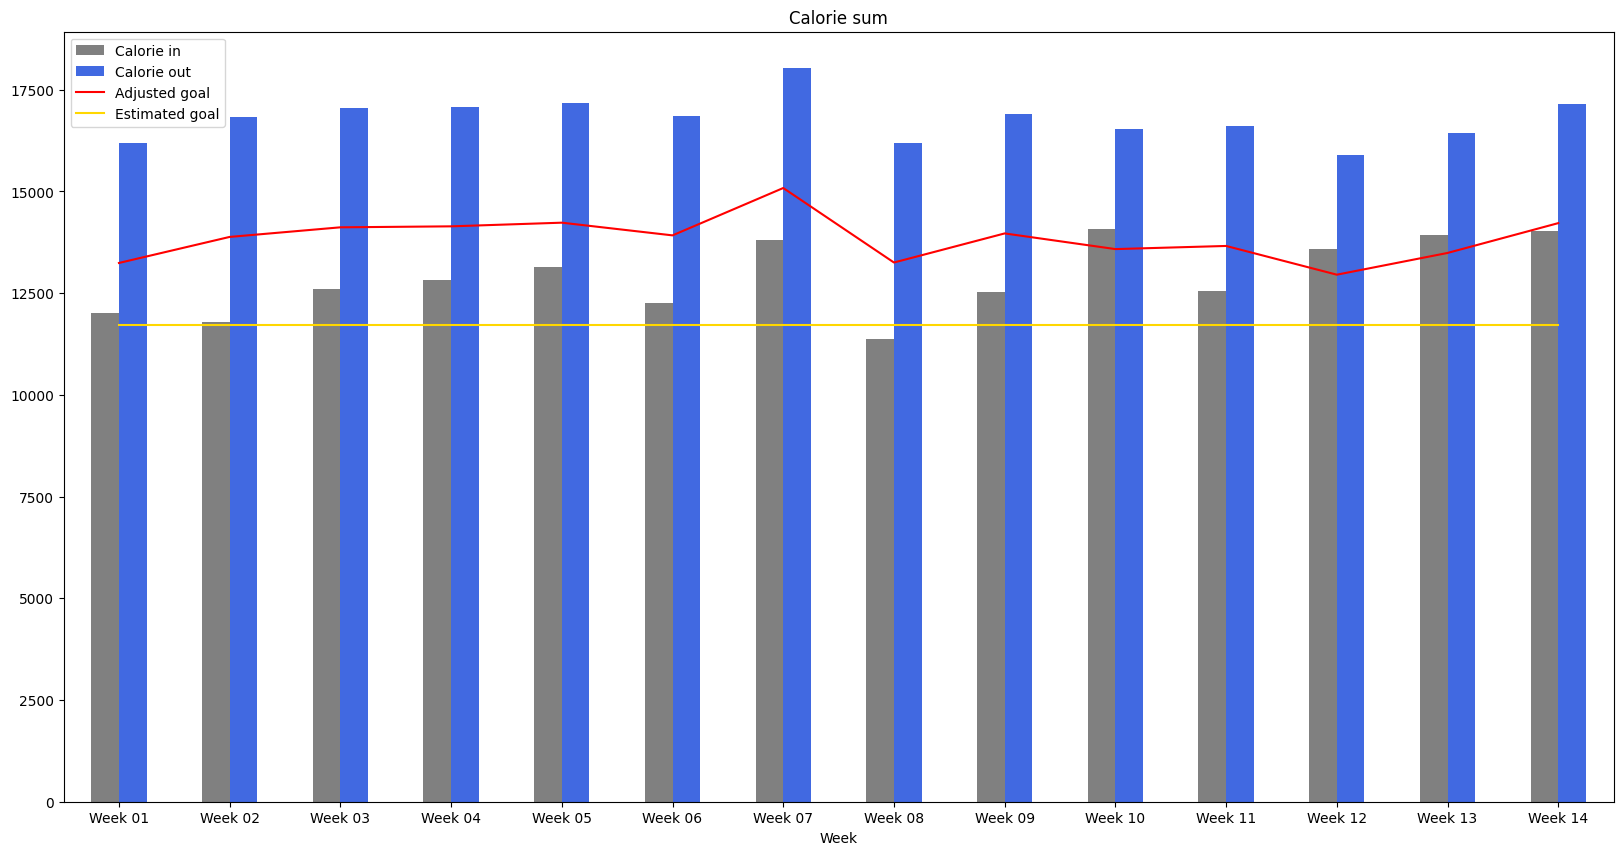 Calorie sum
Calorie in
Calorie out
Adjusted goal
Estimated goal
17500
15000
12500
10000
7500
5000
2500
0
Week 01 Week 02 Week 03 Week 04 Week 05 Week 06 Week 07 Week 08 Week 09 Week 10 Week 11 Week 12 Week 13 Week 14
Week